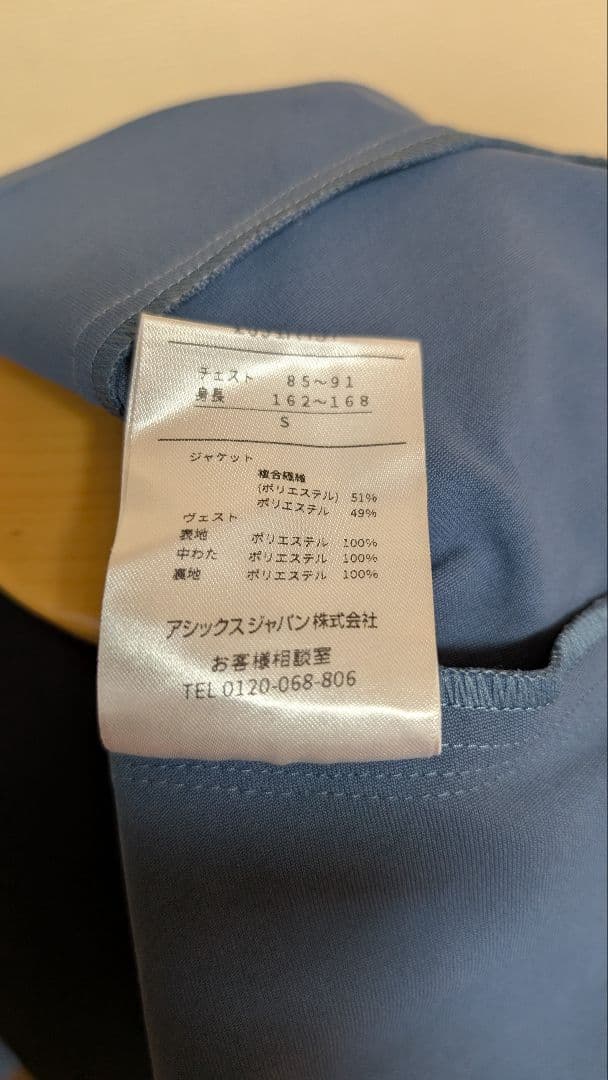 チェスト 85～91
身長 162～168
S
ジャケット
複合繊維
(ポリエステル) 51%
ポリエステル 49%
ヴェスト
表地 ポリエステル 100%
中わた ポリエステル 100%
裏地 ポリエステル 100%
アシックスジャパン株式会社
お客様相談室
TEL 0120-068-806